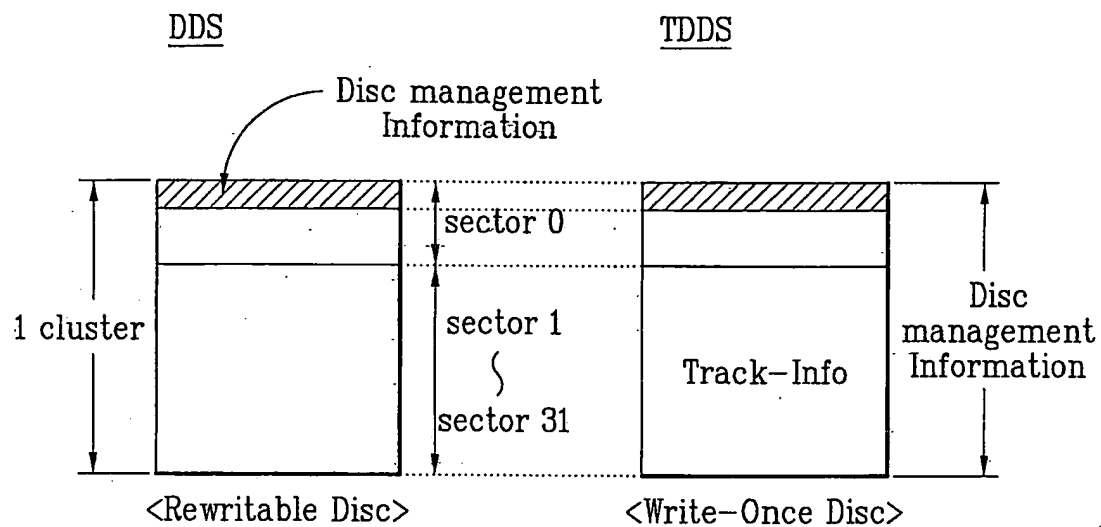 DDS
TDDS
Disc management
Information
sector 0
1 cluster
sector 1
sector 31
Track-Info
Disc
management
Information
<Rewritable Disc>
<Write-Once Disc>